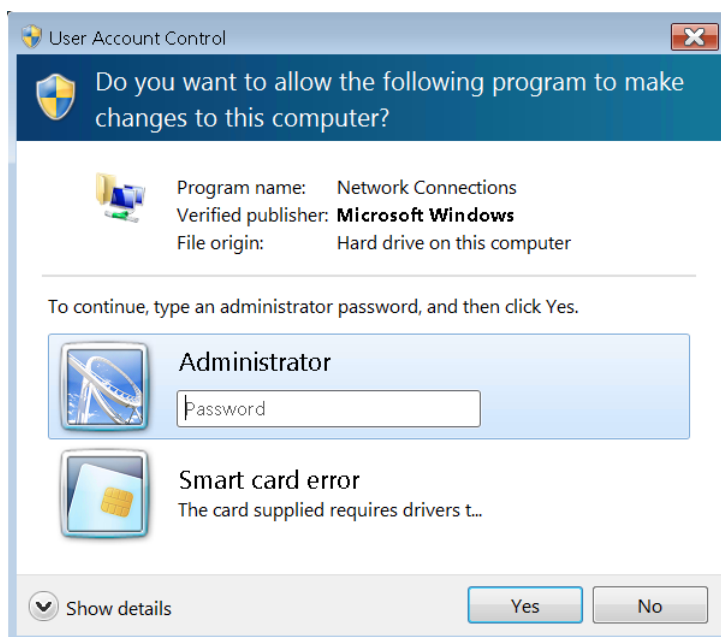 User Account Control
Do you want to allow the following program to make
changes to this computer?
Program name: Network Connections
Verified publisher: Microsoft Windows
File origin: Hard drive on this computer
To continue, type an administrator password, and then click Yes.
Administrator
Password
Smart card error
The card supplied requires drivers t...
Show details
Yes
No